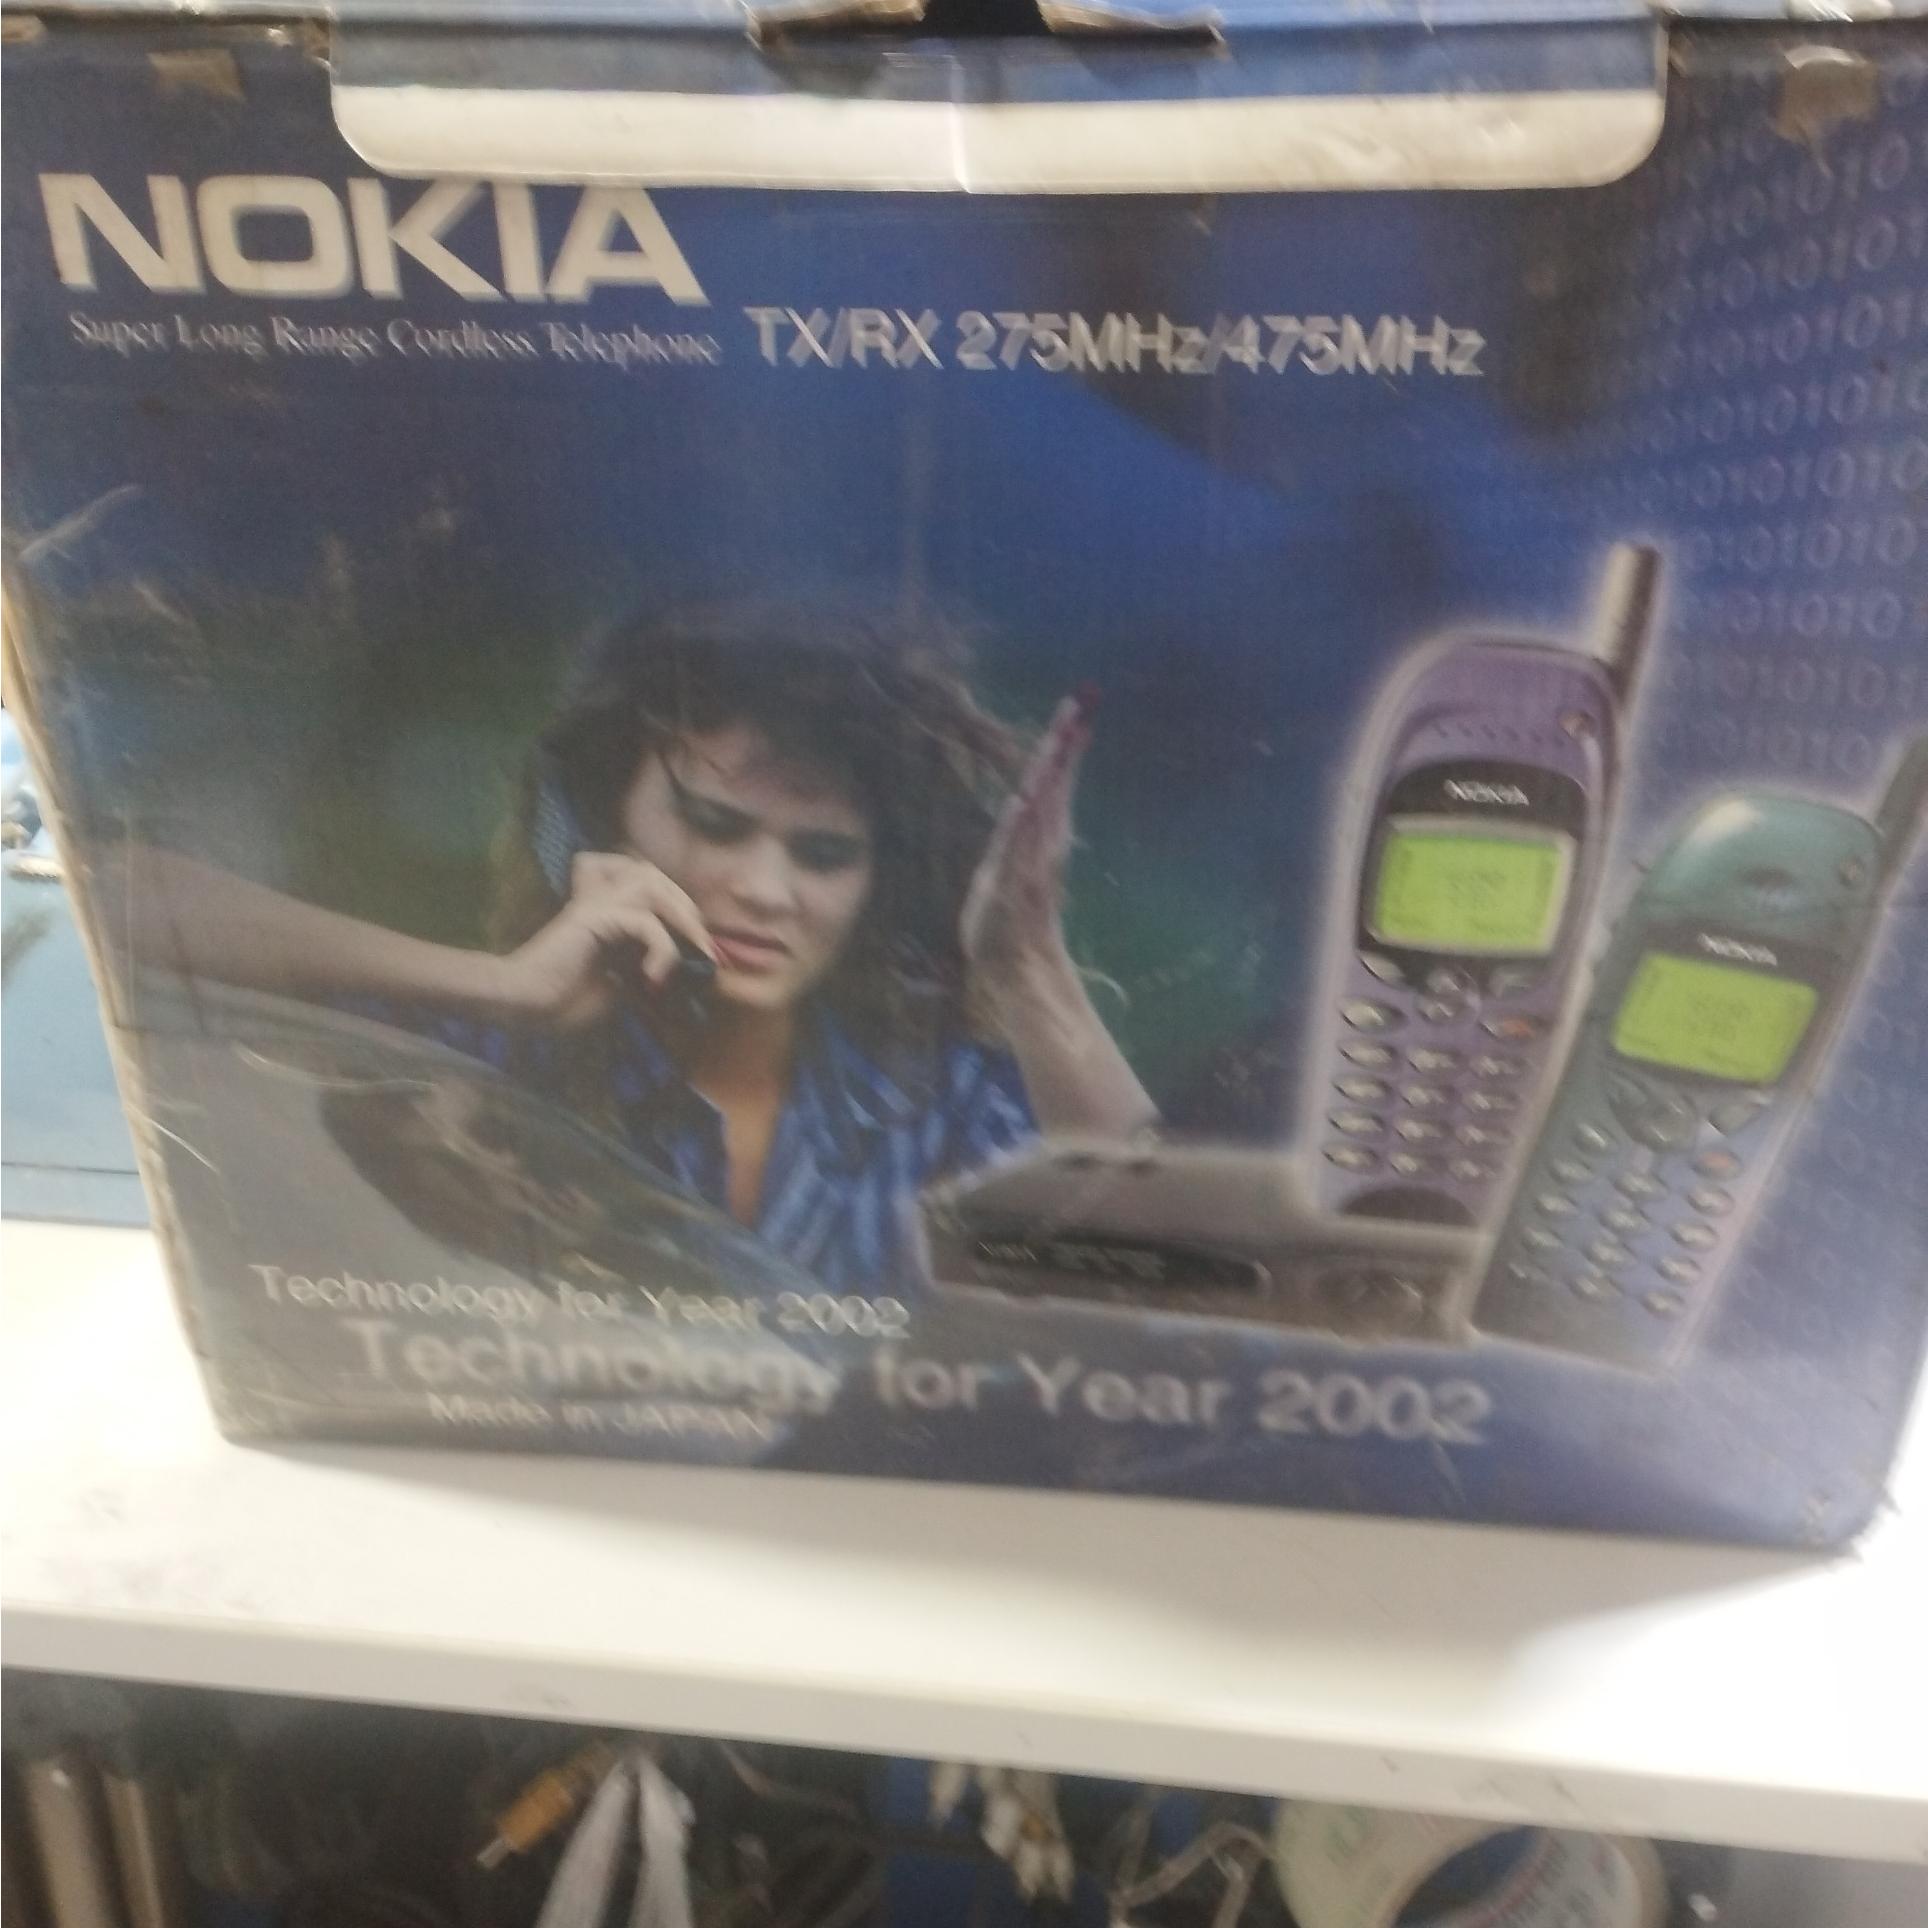 NOKIA
Super Long Range Cordless Telephone
TX/RX 275MHz/475MHz
NOKIA
NOKIA
Technology for Year 2002
Technology for Year 2002
Made in JAPAN